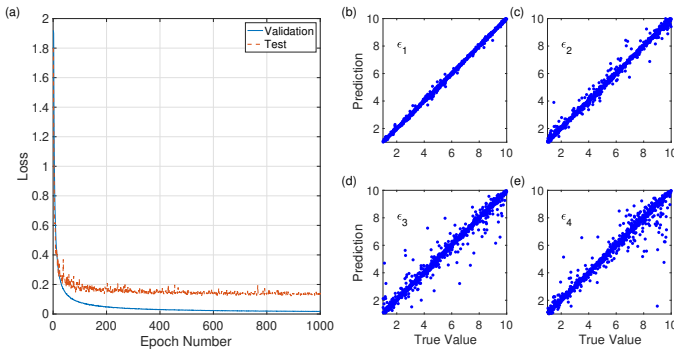 (a)
2
1.8
1.6
1.4
1.2
1
0.8
0.6
0.4
0.2
0
Loss
0 200 400 600 800 1000
Epoch Number
Validation
Test
(b)
10
8
6
4
2
Prediction
ϵ1
2 4 6 8 10
(c)
10
8
6
4
2
ϵ2
2 4 6 8 10
(d)
10
8
6
4
2
Prediction
ϵ3
2 4 6 8 10
True Value
(e)
10
8
6
4
2
ϵ4
2 4 6 8 10
True Value